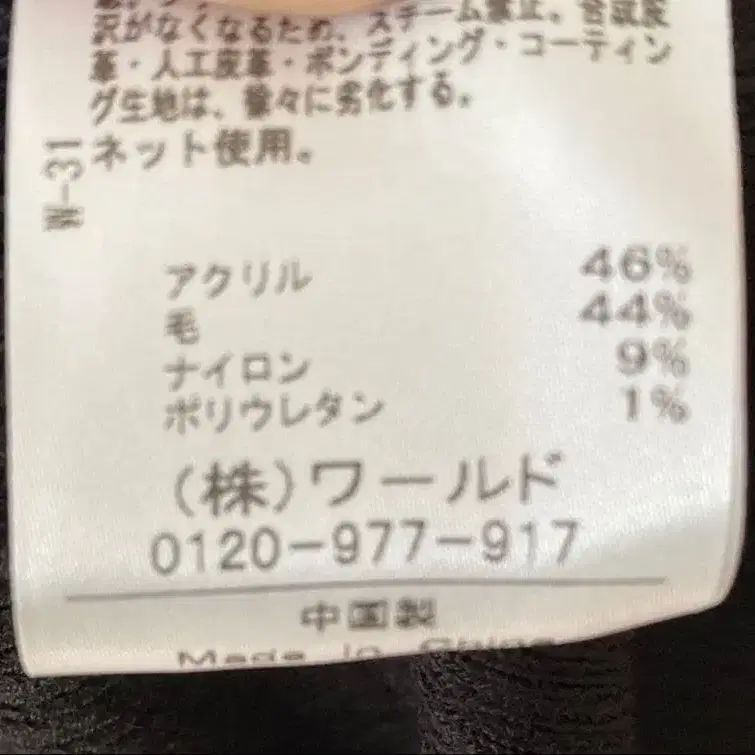 沢がなくなるため、スチーム禁止。合成皮
革・人工皮革・ボンディング・コーティン
グ生地は、徐々に劣化する。
ネット使用。
W-31
アクリル 46%
毛 44%
ナイロン 9%
ポリウレタン 1%
(株)ワールド
0120-977-917
中国製
Made in China